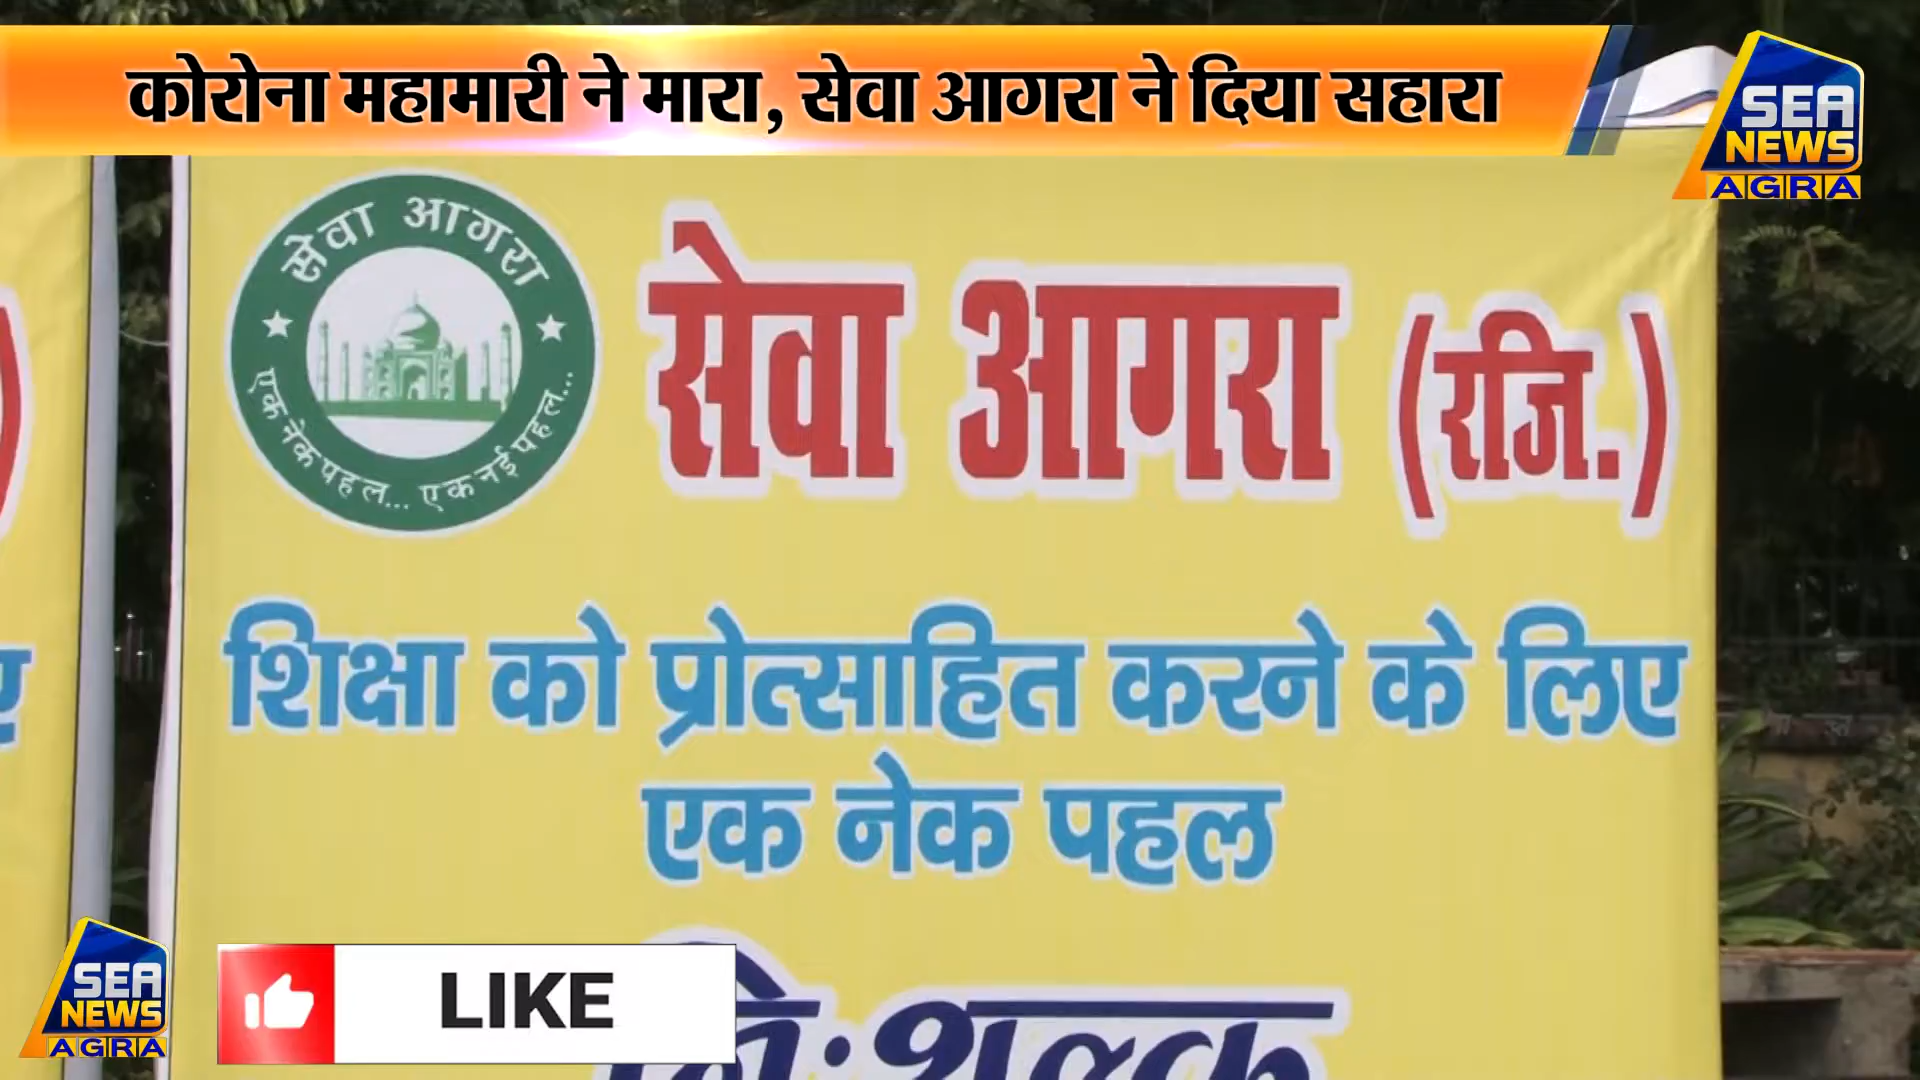 कोरोना महामारी ने मारा, सेवा आगरा ने दिया सहारा
SEA
NEWS
AGRA
सेवा आगरा
एक नेक पहल... एक नई पहल...
सेवा आगरा (रजि.)
शिक्षा को प्रोत्साहित करने के लिए
एक नेक पहल
निःशुल्क
SEA
NEWS
AGRA
LIKE